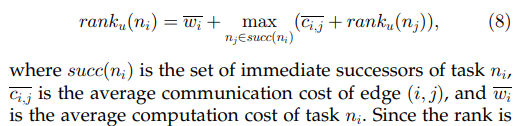 rank_u(n_i) = \overline{w_i} + max_{n_j∈succ(n_i)} (\overline{c_{i,j}} + rank_u(n_j)), (8)
where succ(n_i) is the set of immediate successors of task n_i,
\overline{c_{i,j}} is the average communication cost of edge (i, j), and \overline{w_i}
is the average computation cost of task n_i. Since the rank is